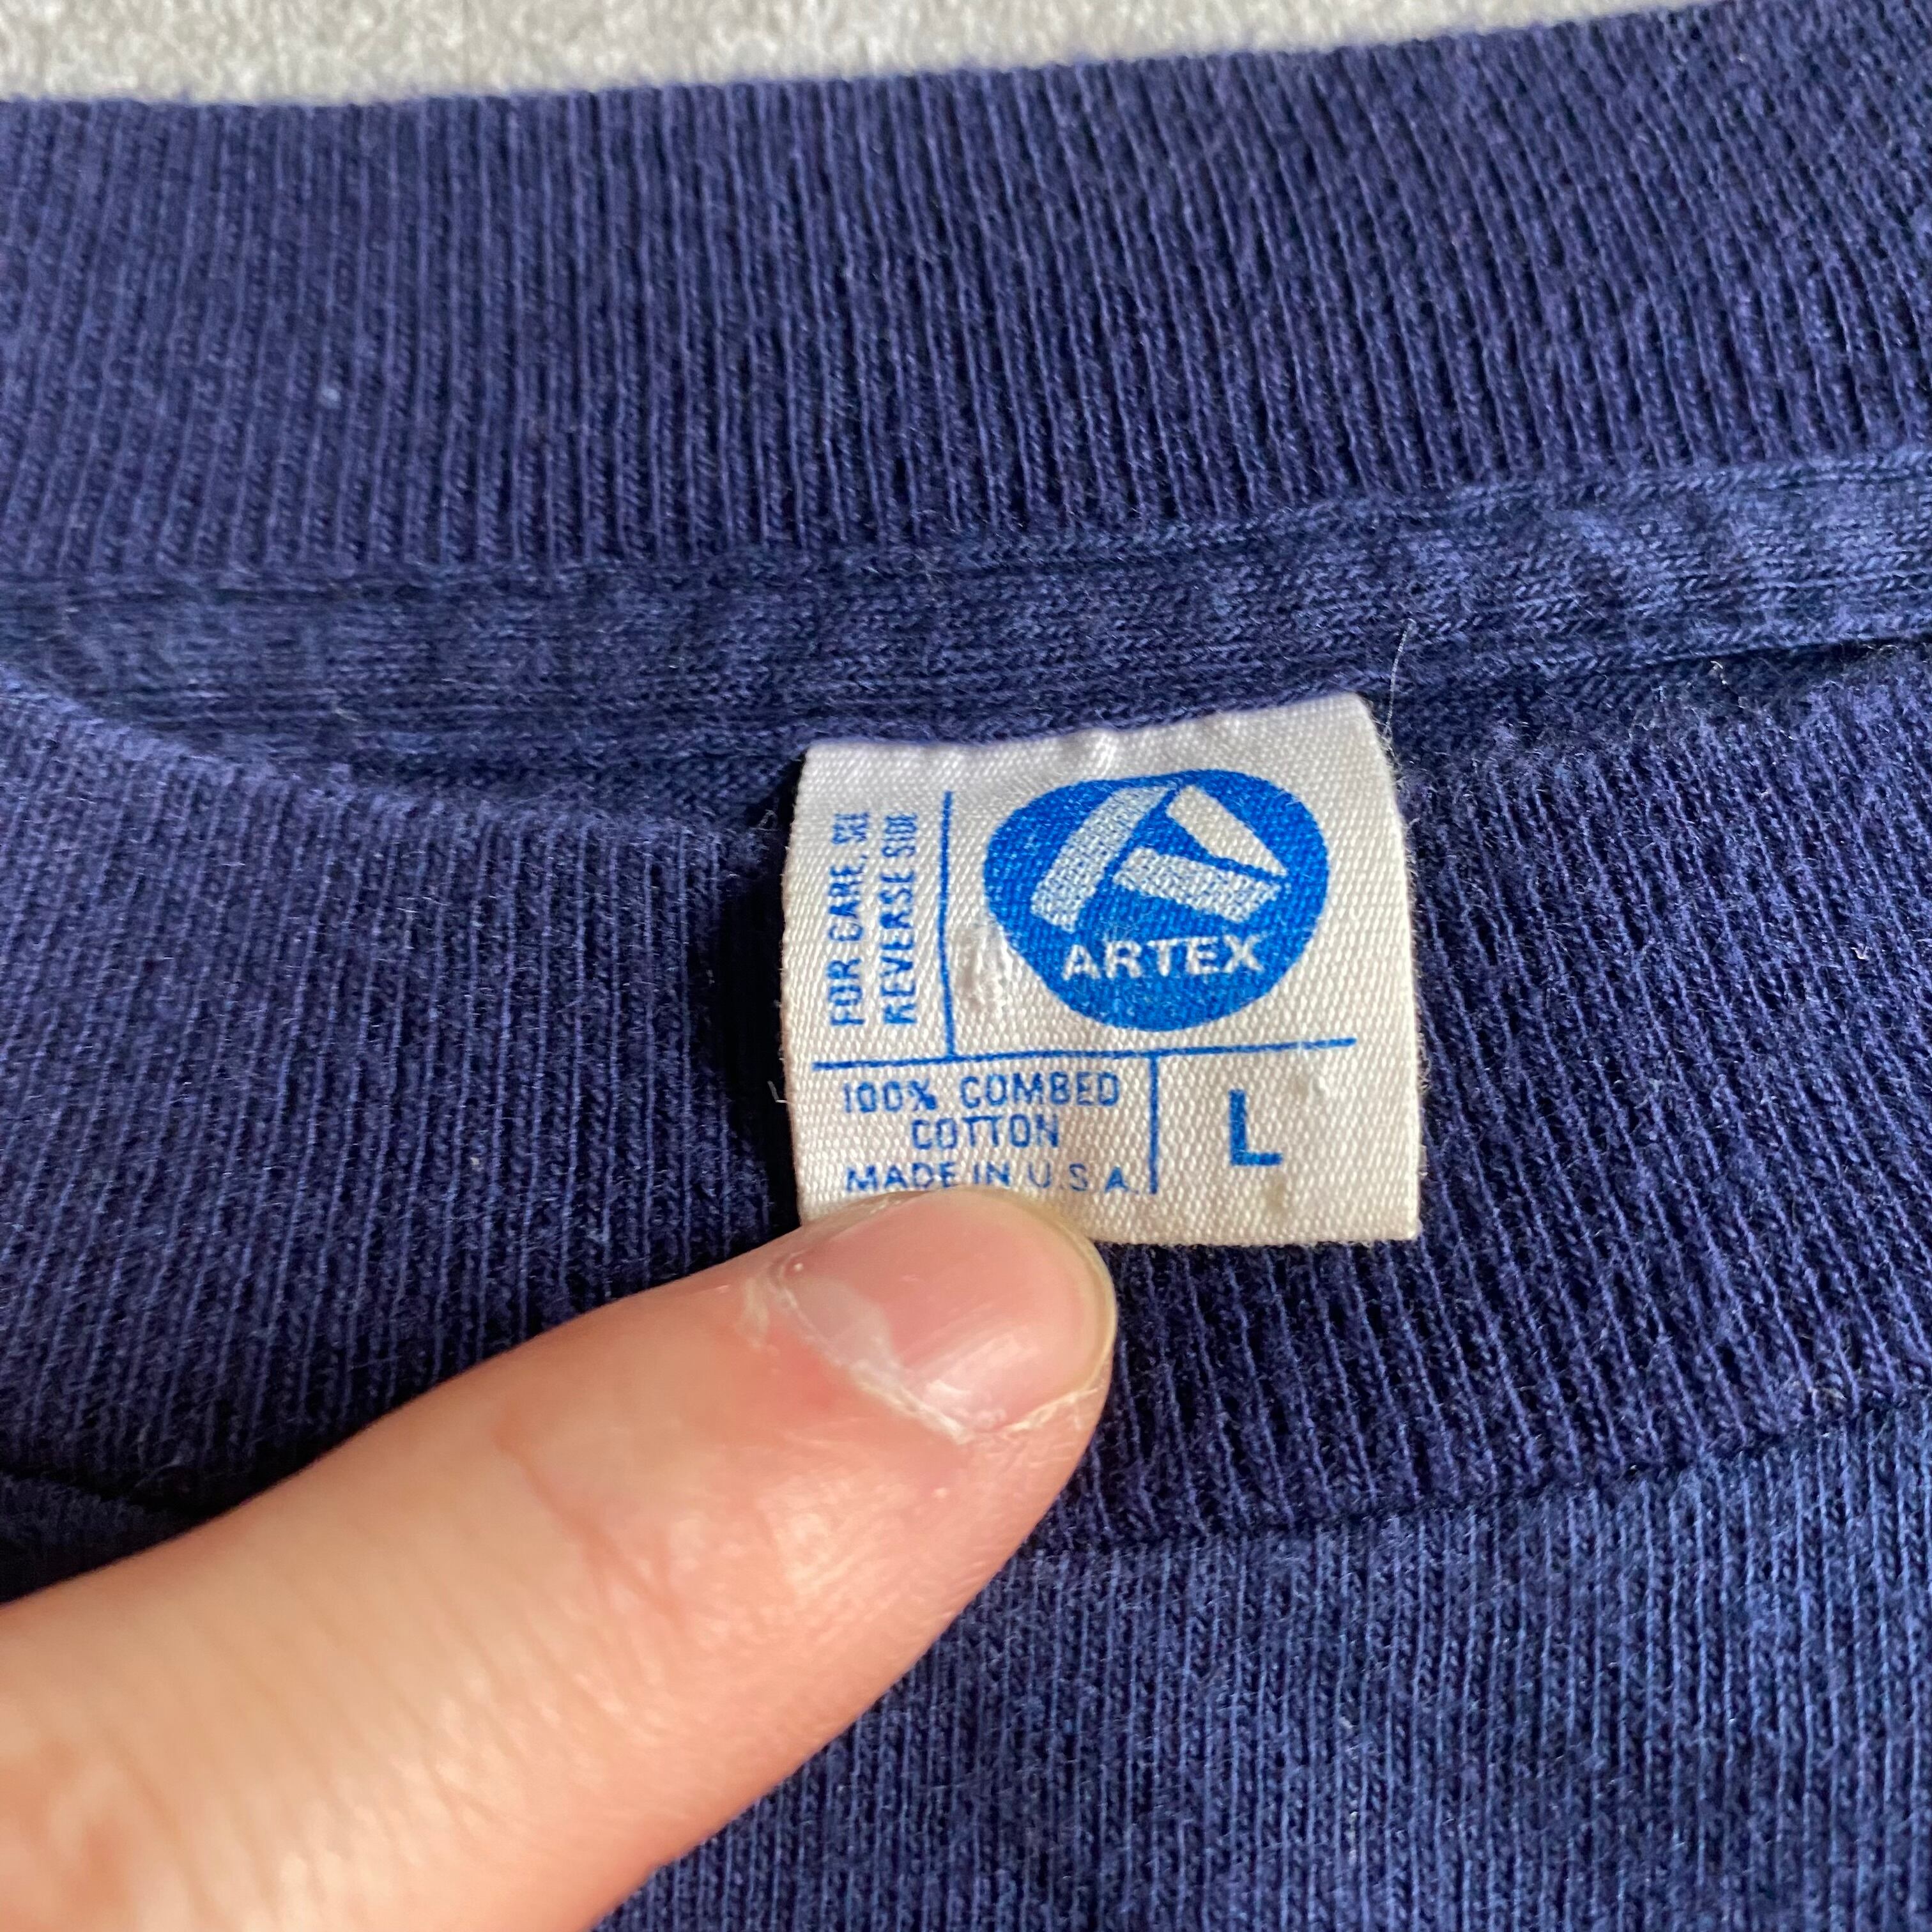 FOR CARE, SEE
REVERSE SIDE
ARTEX
100% COMBED
COTTON
MADE IN U.S.A.
L